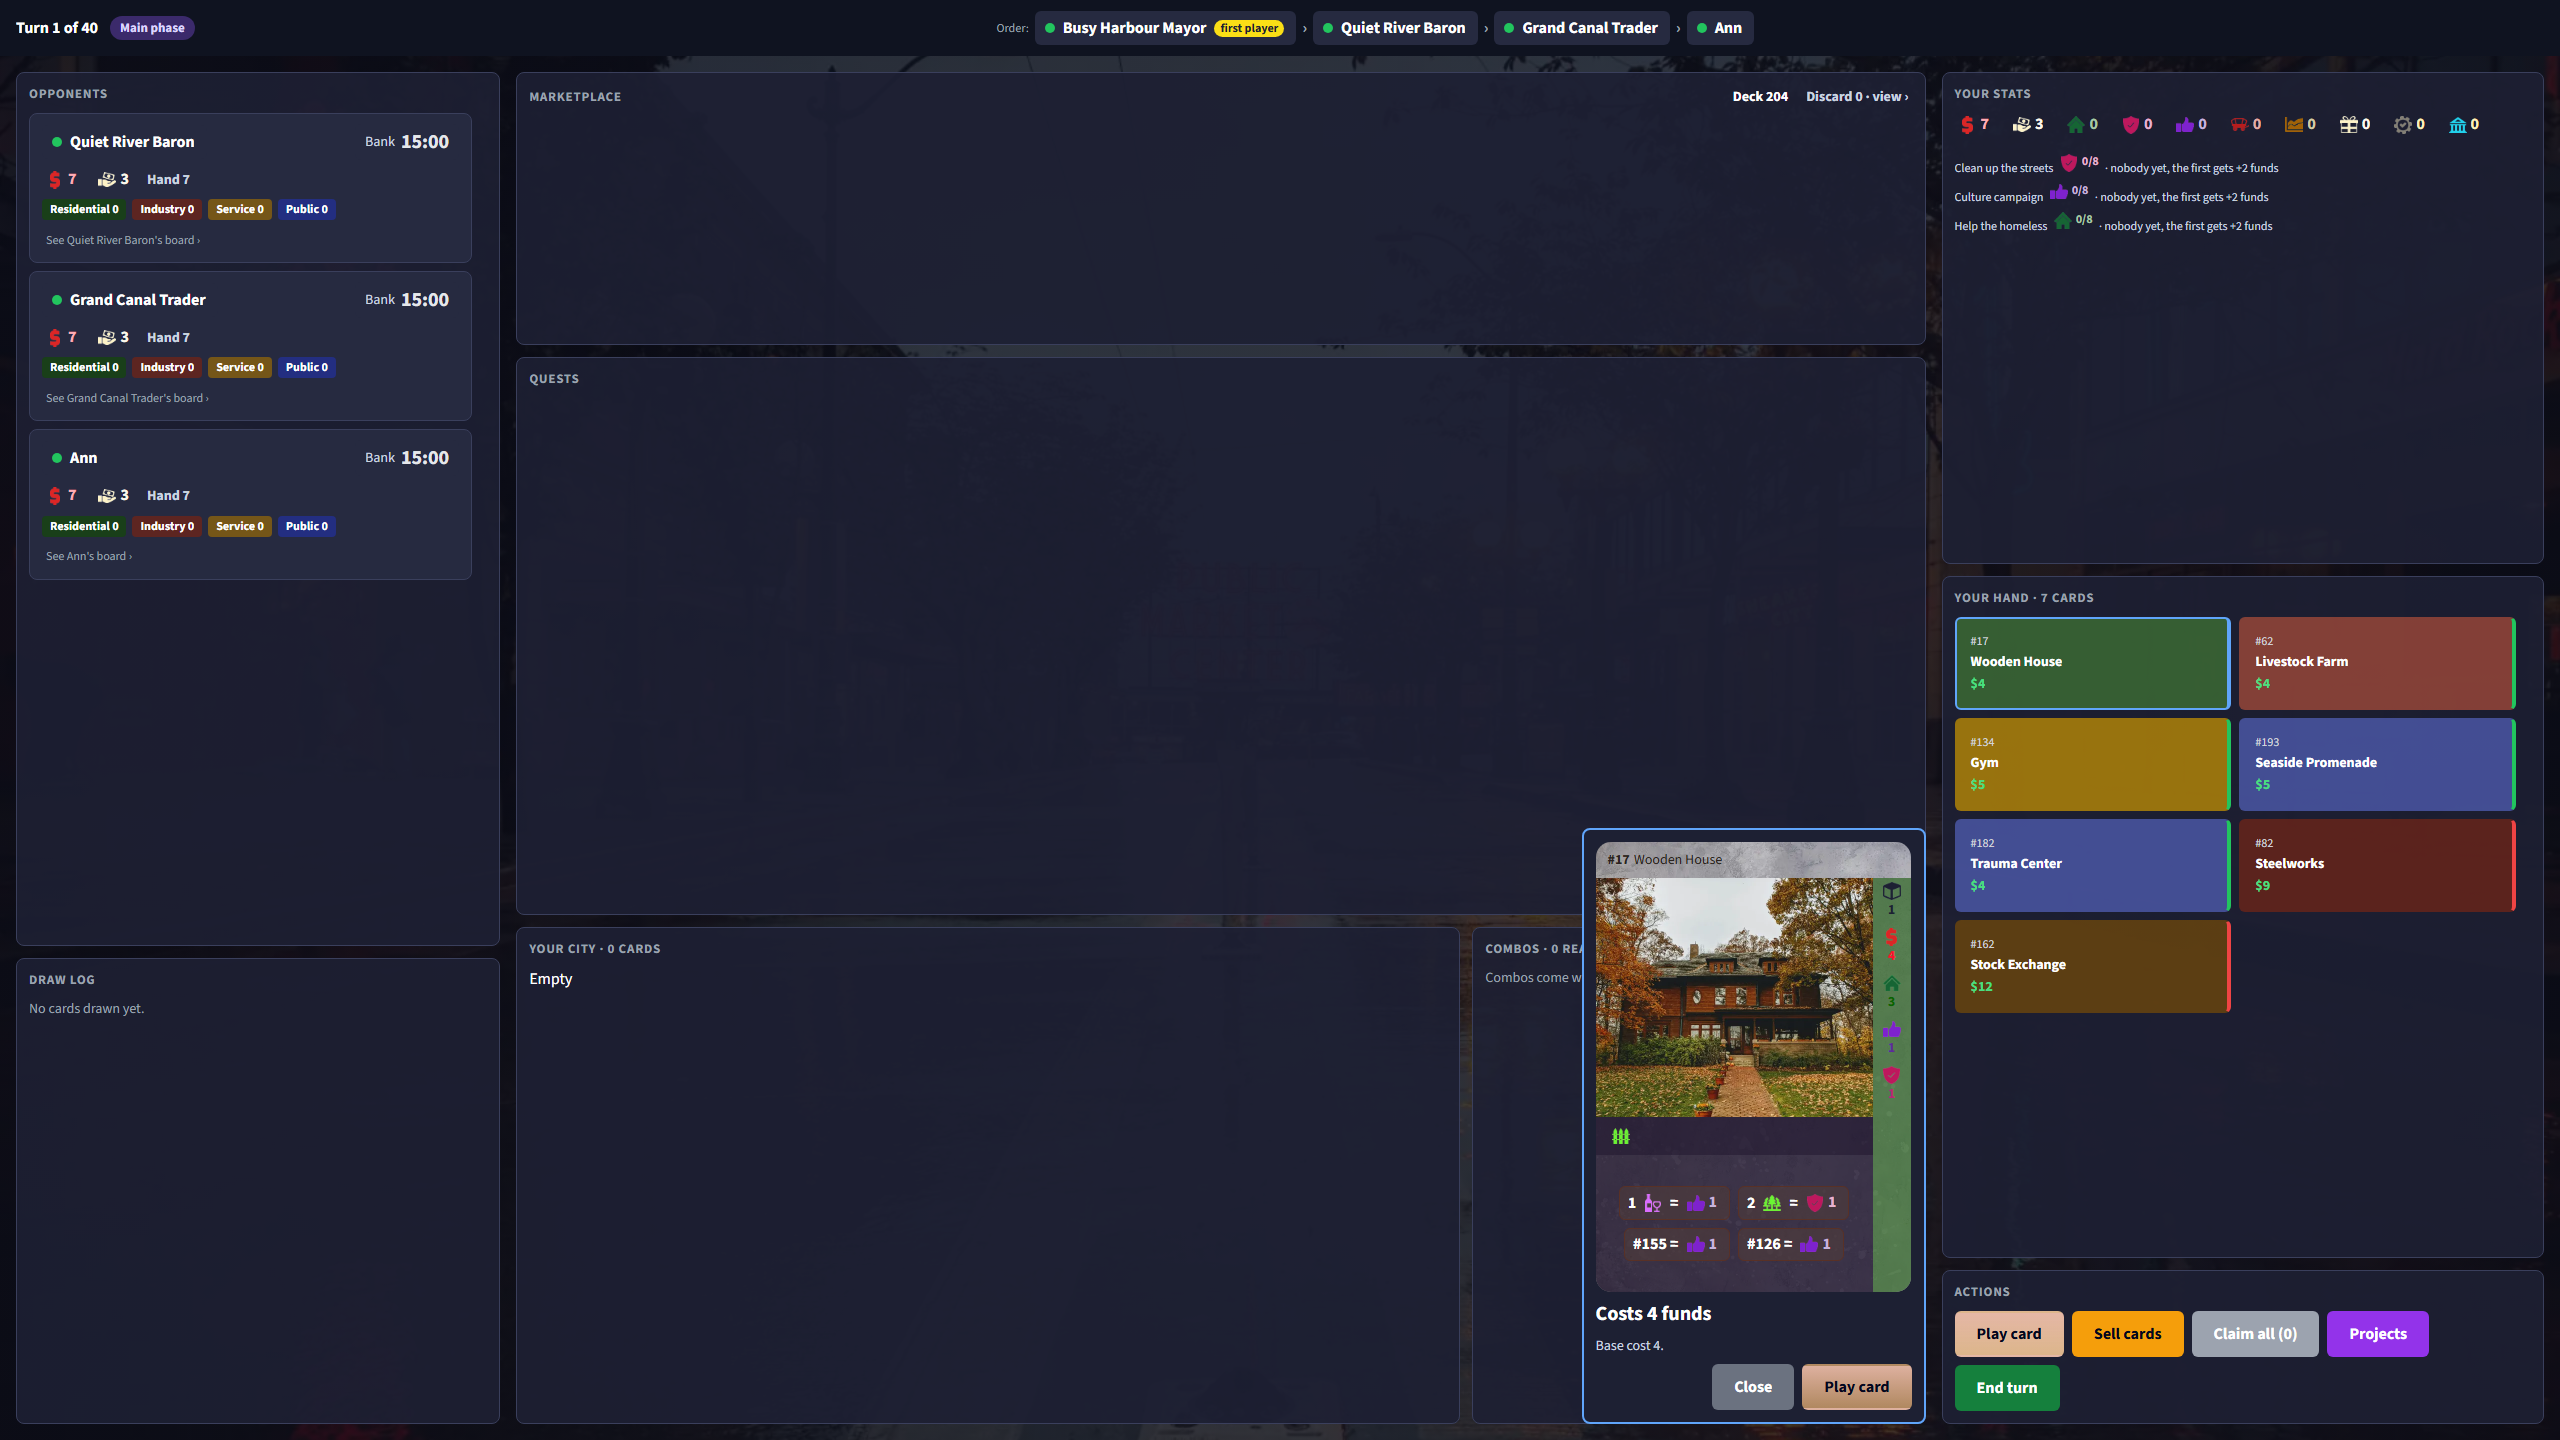 Turn 1 of 40 Main phase
Order: Busy Harbour Mayor first player › Quiet River Baron › Grand Canal Trader › Ann
OPPONENTS
Quiet River Baron Bank 15:00
7 3 Hand 7
Residential 0 Industry 0 Service 0 Public 0
See Quiet River Baron's board ›
Grand Canal Trader Bank 15:00
7 3 Hand 7
Residential 0 Industry 0 Service 0 Public 0
See Grand Canal Trader's board ›
Ann Bank 15:00
7 3 Hand 7
Residential 0 Industry 0 Service 0 Public 0
See Ann's board ›
DRAW LOG
No cards drawn yet.
MARKETPLACE Deck 204 Discard 0 · view ›
QUESTS
YOUR CITY · 0 CARDS
Empty
COMBOS · 0 REA
Combos come w
#17 Wooden House
1
4
3
1
1
1 = 1 2 = 1
#155 = 1 #126 = 1
Costs 4 funds
Base cost 4.
Close Play card
YOUR STATS
7 3 0 0 0 0 0 0 0 0
Clean up the streets 0/8 · nobody yet, the first gets +2 funds
Culture campaign 0/8 · nobody yet, the first gets +2 funds
Help the homeless 0/8 · nobody yet, the first gets +2 funds
YOUR HAND · 7 CARDS
#17
Wooden House
$4
#62
Livestock Farm
$4
#134
Gym
$5
#193
Seaside Promenade
$5
#182
Trauma Center
$4
#82
Steelworks
$9
#162
Stock Exchange
$12
ACTIONS
Play card Sell cards Claim all (0) Projects
End turn